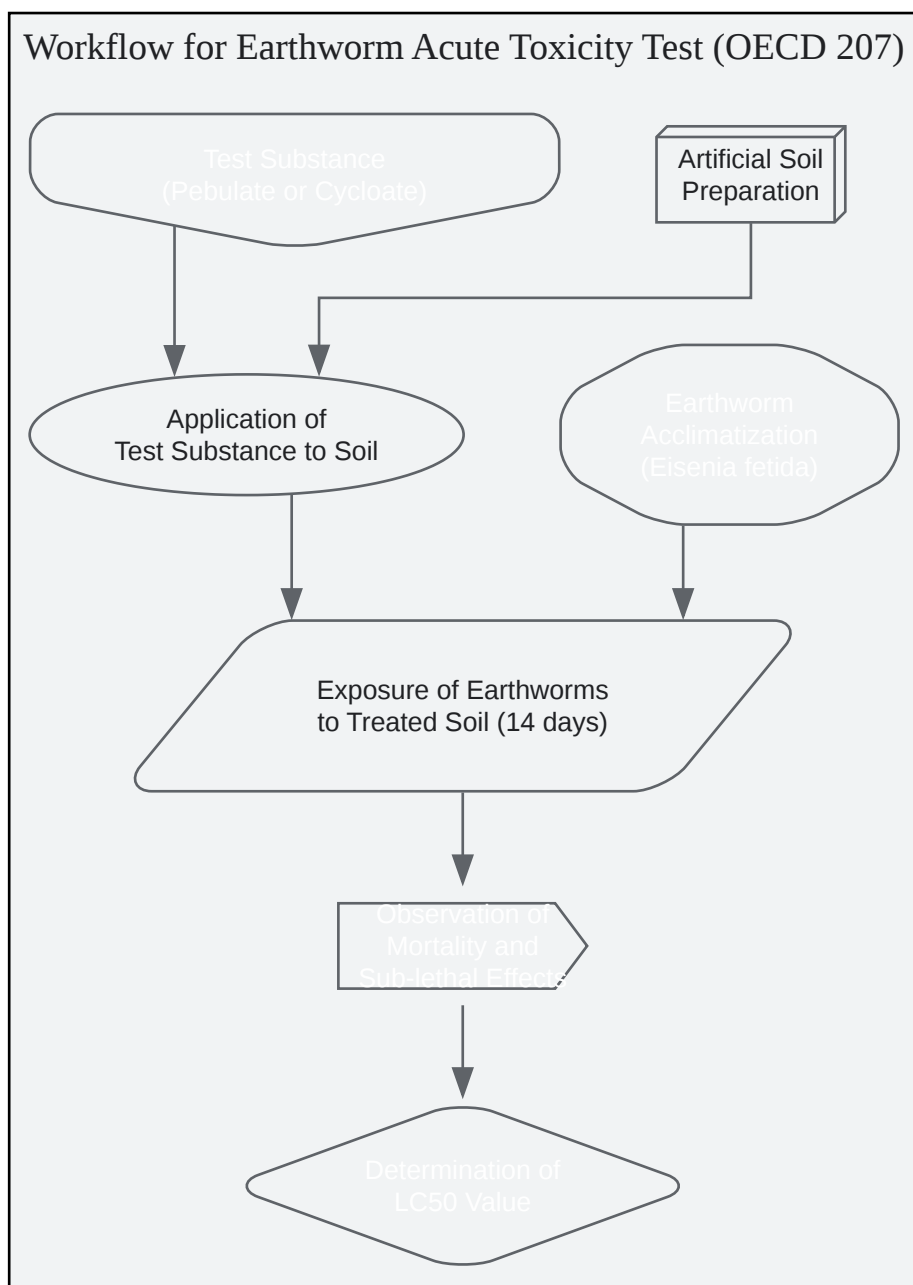 Workflow for Earthworm Acute Toxicity Test (OECD 207)
Test Substance
(Pebulate or Cycloate)
Artificial Soil
Preparation
Application of
Test Substance to Soil
Earthworm
Acclimatization
(Eisenia fetida)
Exposure of Earthworms
to Treated Soil (14 days)
Observation of
Mortality and
Sub-lethal Effects
Determination of
LC50 Value